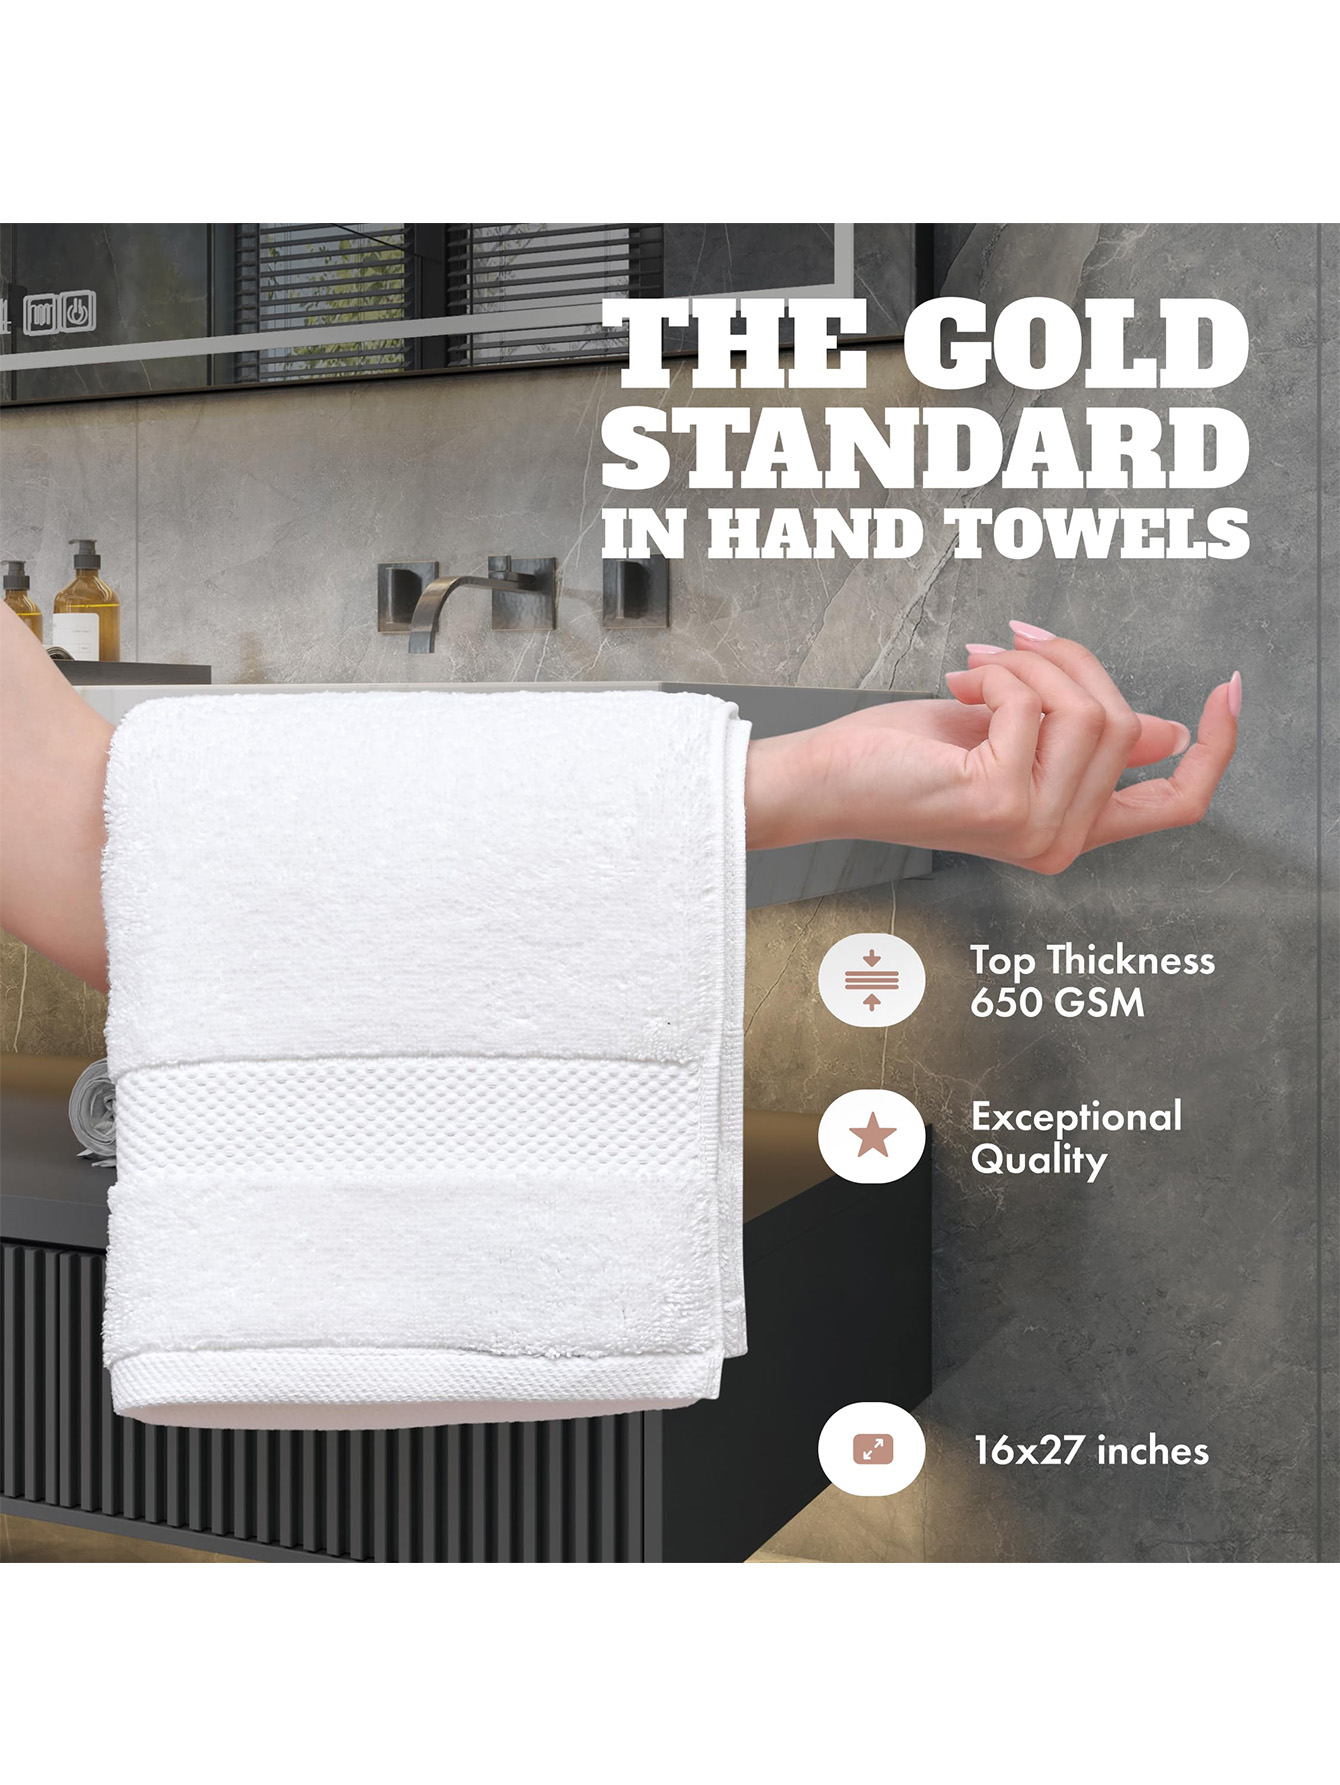 THE GOLD
STANDARD
IN HAND TOWELS
Top Thickness
650 GSM
Exceptional
Quality
16x27 inches